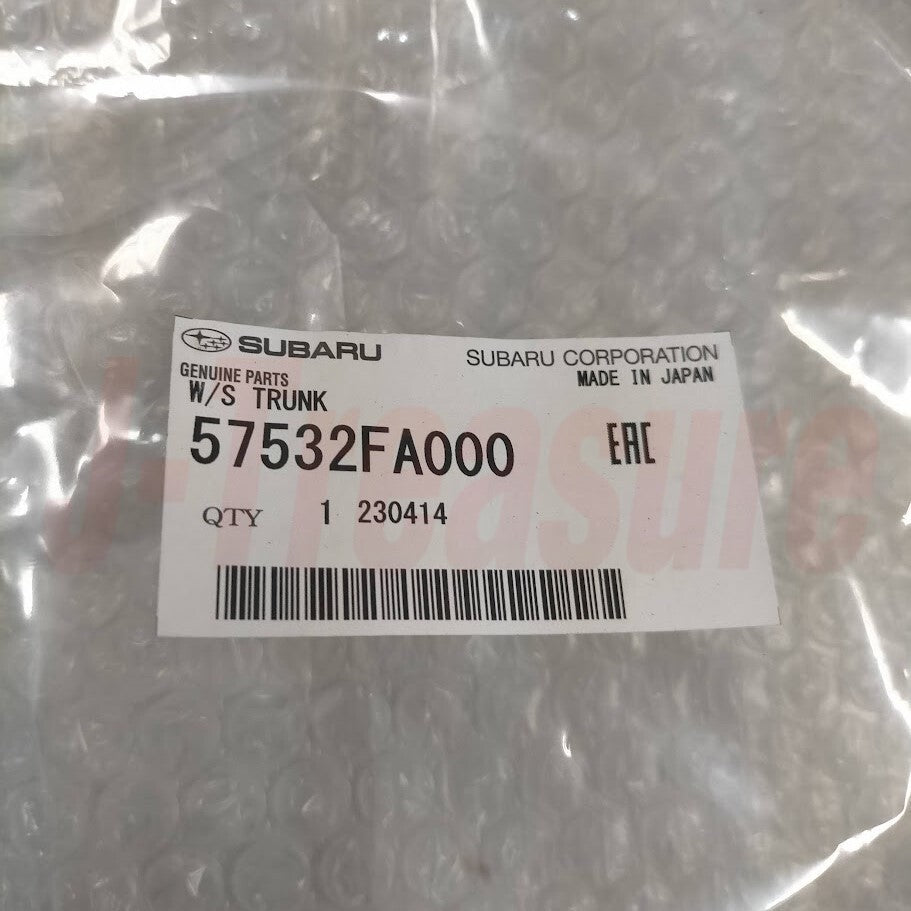 SUBARU
SUBARU CORPORATION
GENUINE PARTS
MADE IN JAPAN
W/S TRUNK
57532FA000
EAC
QTY 1 230414
J-Treasure